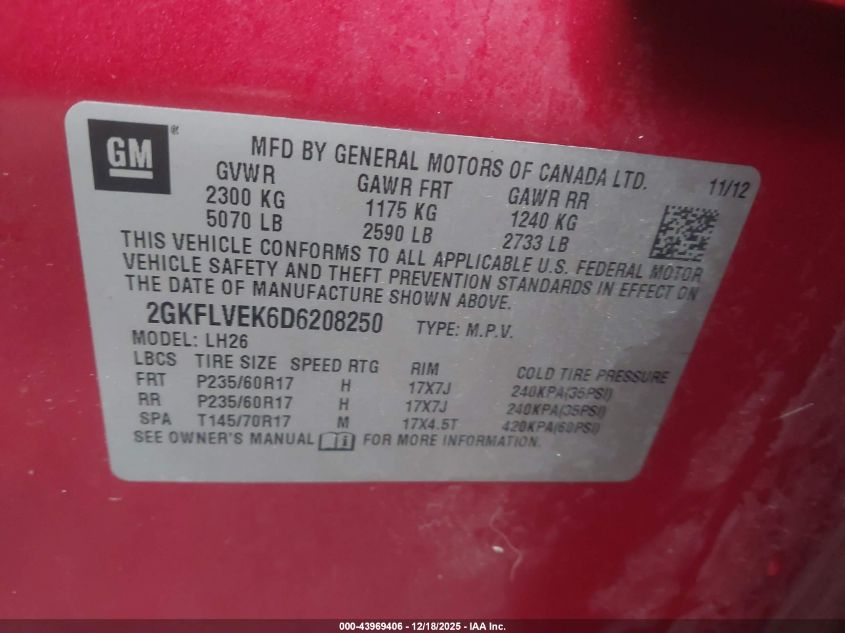 GM ®
MFD BY GENERAL MOTORS OF CANADA LTD. 11/12
GVWR GAWR FRT GAWR RR
2300 KG 1175 KG 1240 KG
5070 LB 2590 LB 2733 LB
THIS VEHICLE CONFORMS TO ALL APPLICABLE U.S. FEDERAL MOTOR
VEHICLE SAFETY AND THEFT PREVENTION STANDARDS IN EFFECT ON
THE DATE OF MANUFACTURE SHOWN ABOVE.
2GKFLVEK6D6208250 TYPE: M.P.V.
MODEL: LH26
LBCS TIRE SIZE SPEED RTG RIM COLD TIRE PRESSURE
FRT P235/60R17 H 17X7J 240KPA(35PSI)
RR P235/60R17 H 17X7J 240KPA(35PSI)
SPA T145/70R17 M 17X4.5T 420KPA(60PSI)
SEE OWNER'S MANUAL FOR MORE INFORMATION.
000-43969406 - 12/18/2025 - IAA Inc.